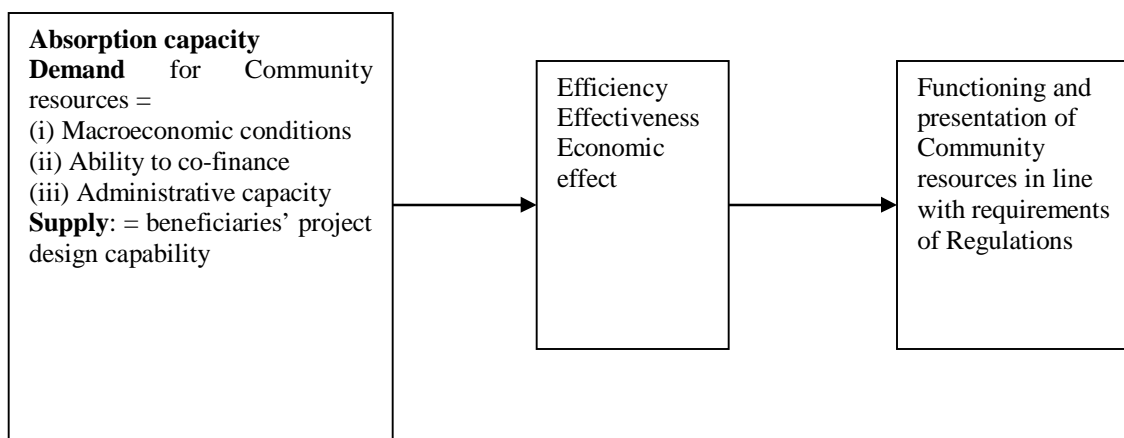 Absorption capacity
Demand for Community
resources =
(i) Macroeconomic conditions
(ii) Ability to co-finance
(iii) Administrative capacity
Supply: = beneficiaries’ project
design capability
Efficiency
Effectiveness
Economic
effect
Functioning and
presentation of
Community
resources in line
with requirements
of Regulations